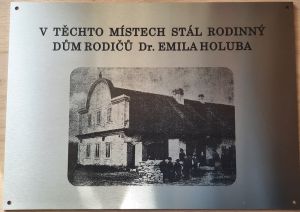 V TĚCHTO MÍSTECH STÁL RODINNÝ
DŮM RODIČŮ Dr. EMILA HOLUBA